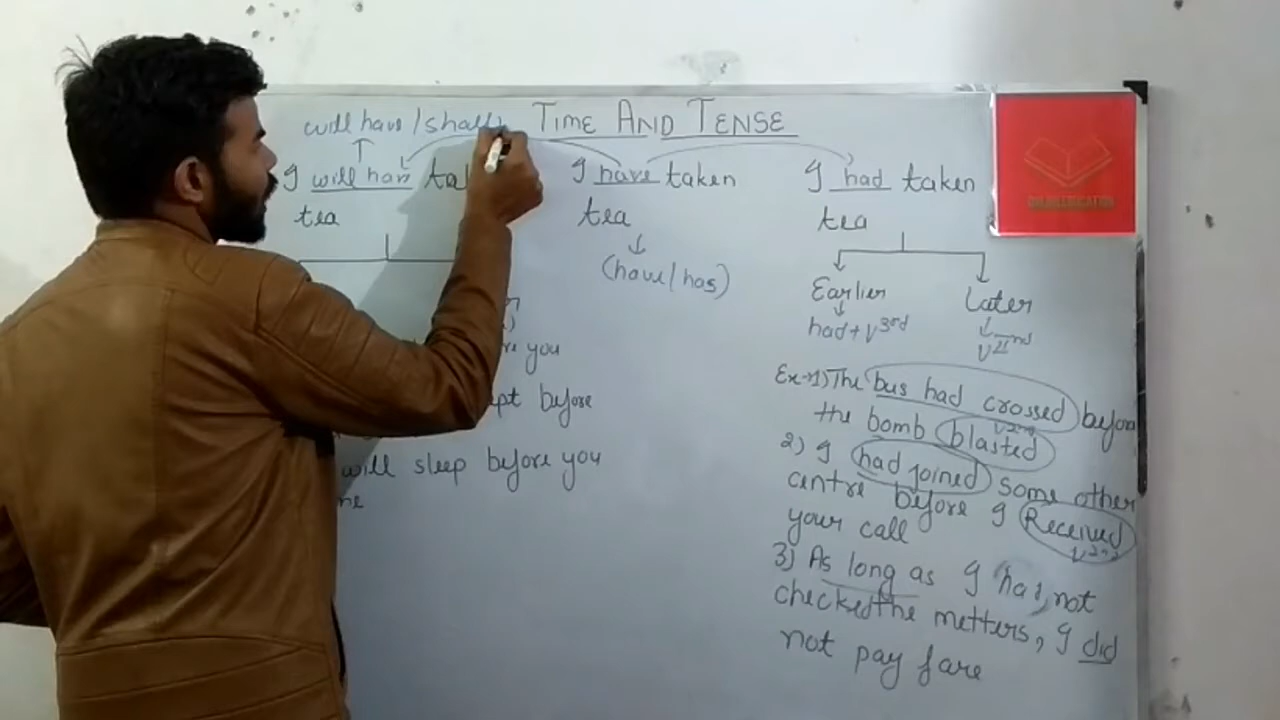 will have / shall
TIME AND TENSE
I will have
tea
I have taken
tea
(have/has)
I had taken
tea
Earlier
had + V3rd
Later
V2nd
you
before
will sleep before you
Ex-1) The bus had crossed before
the bomb blasted
V2nd
2) I had joined some other
centre before I Received
your call
V2nd
3) As long as I had not
checked the metters, I did
not pay fare